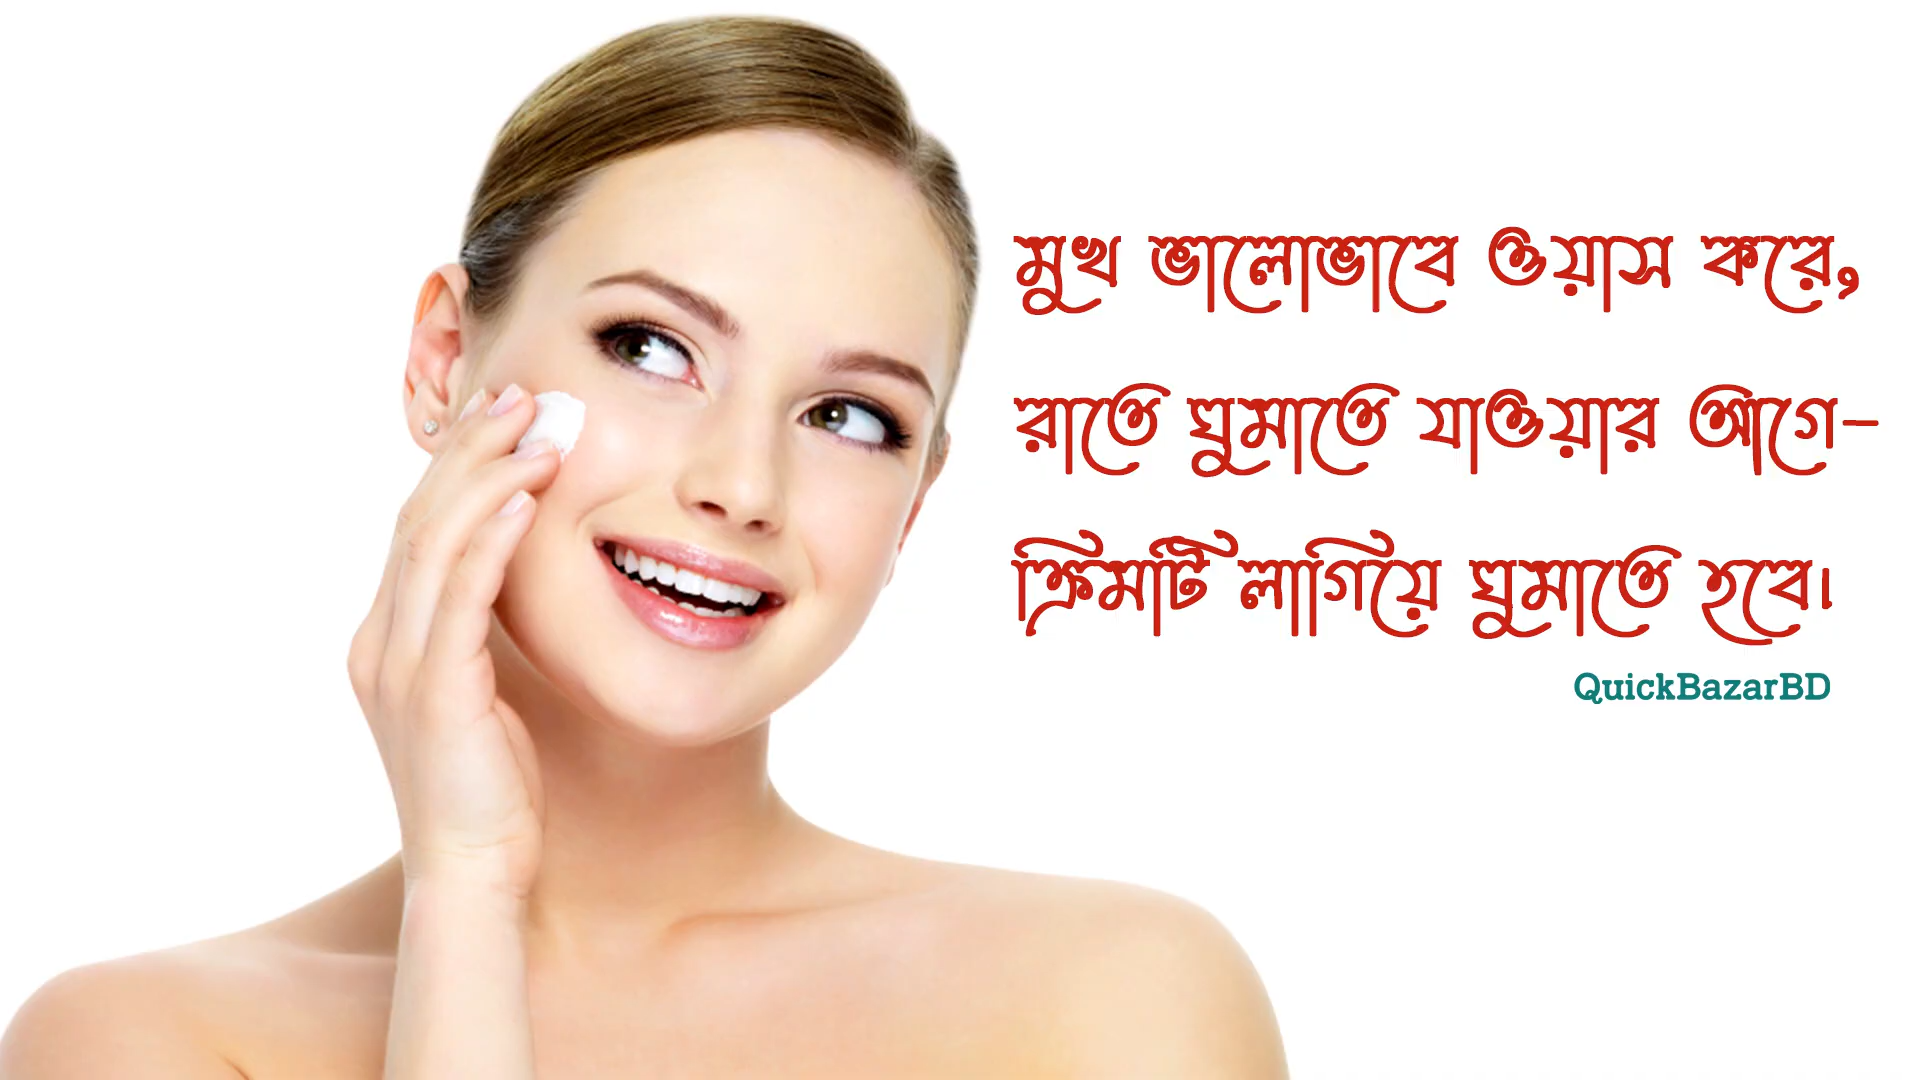 মুখ ভালোভাবে ওয়াস করে,
রাতে ঘুমাতে যাওয়ার আগে-
ক্রিমটি লাগিয়ে ঘুমাতে হবে।
QuickBazarBD